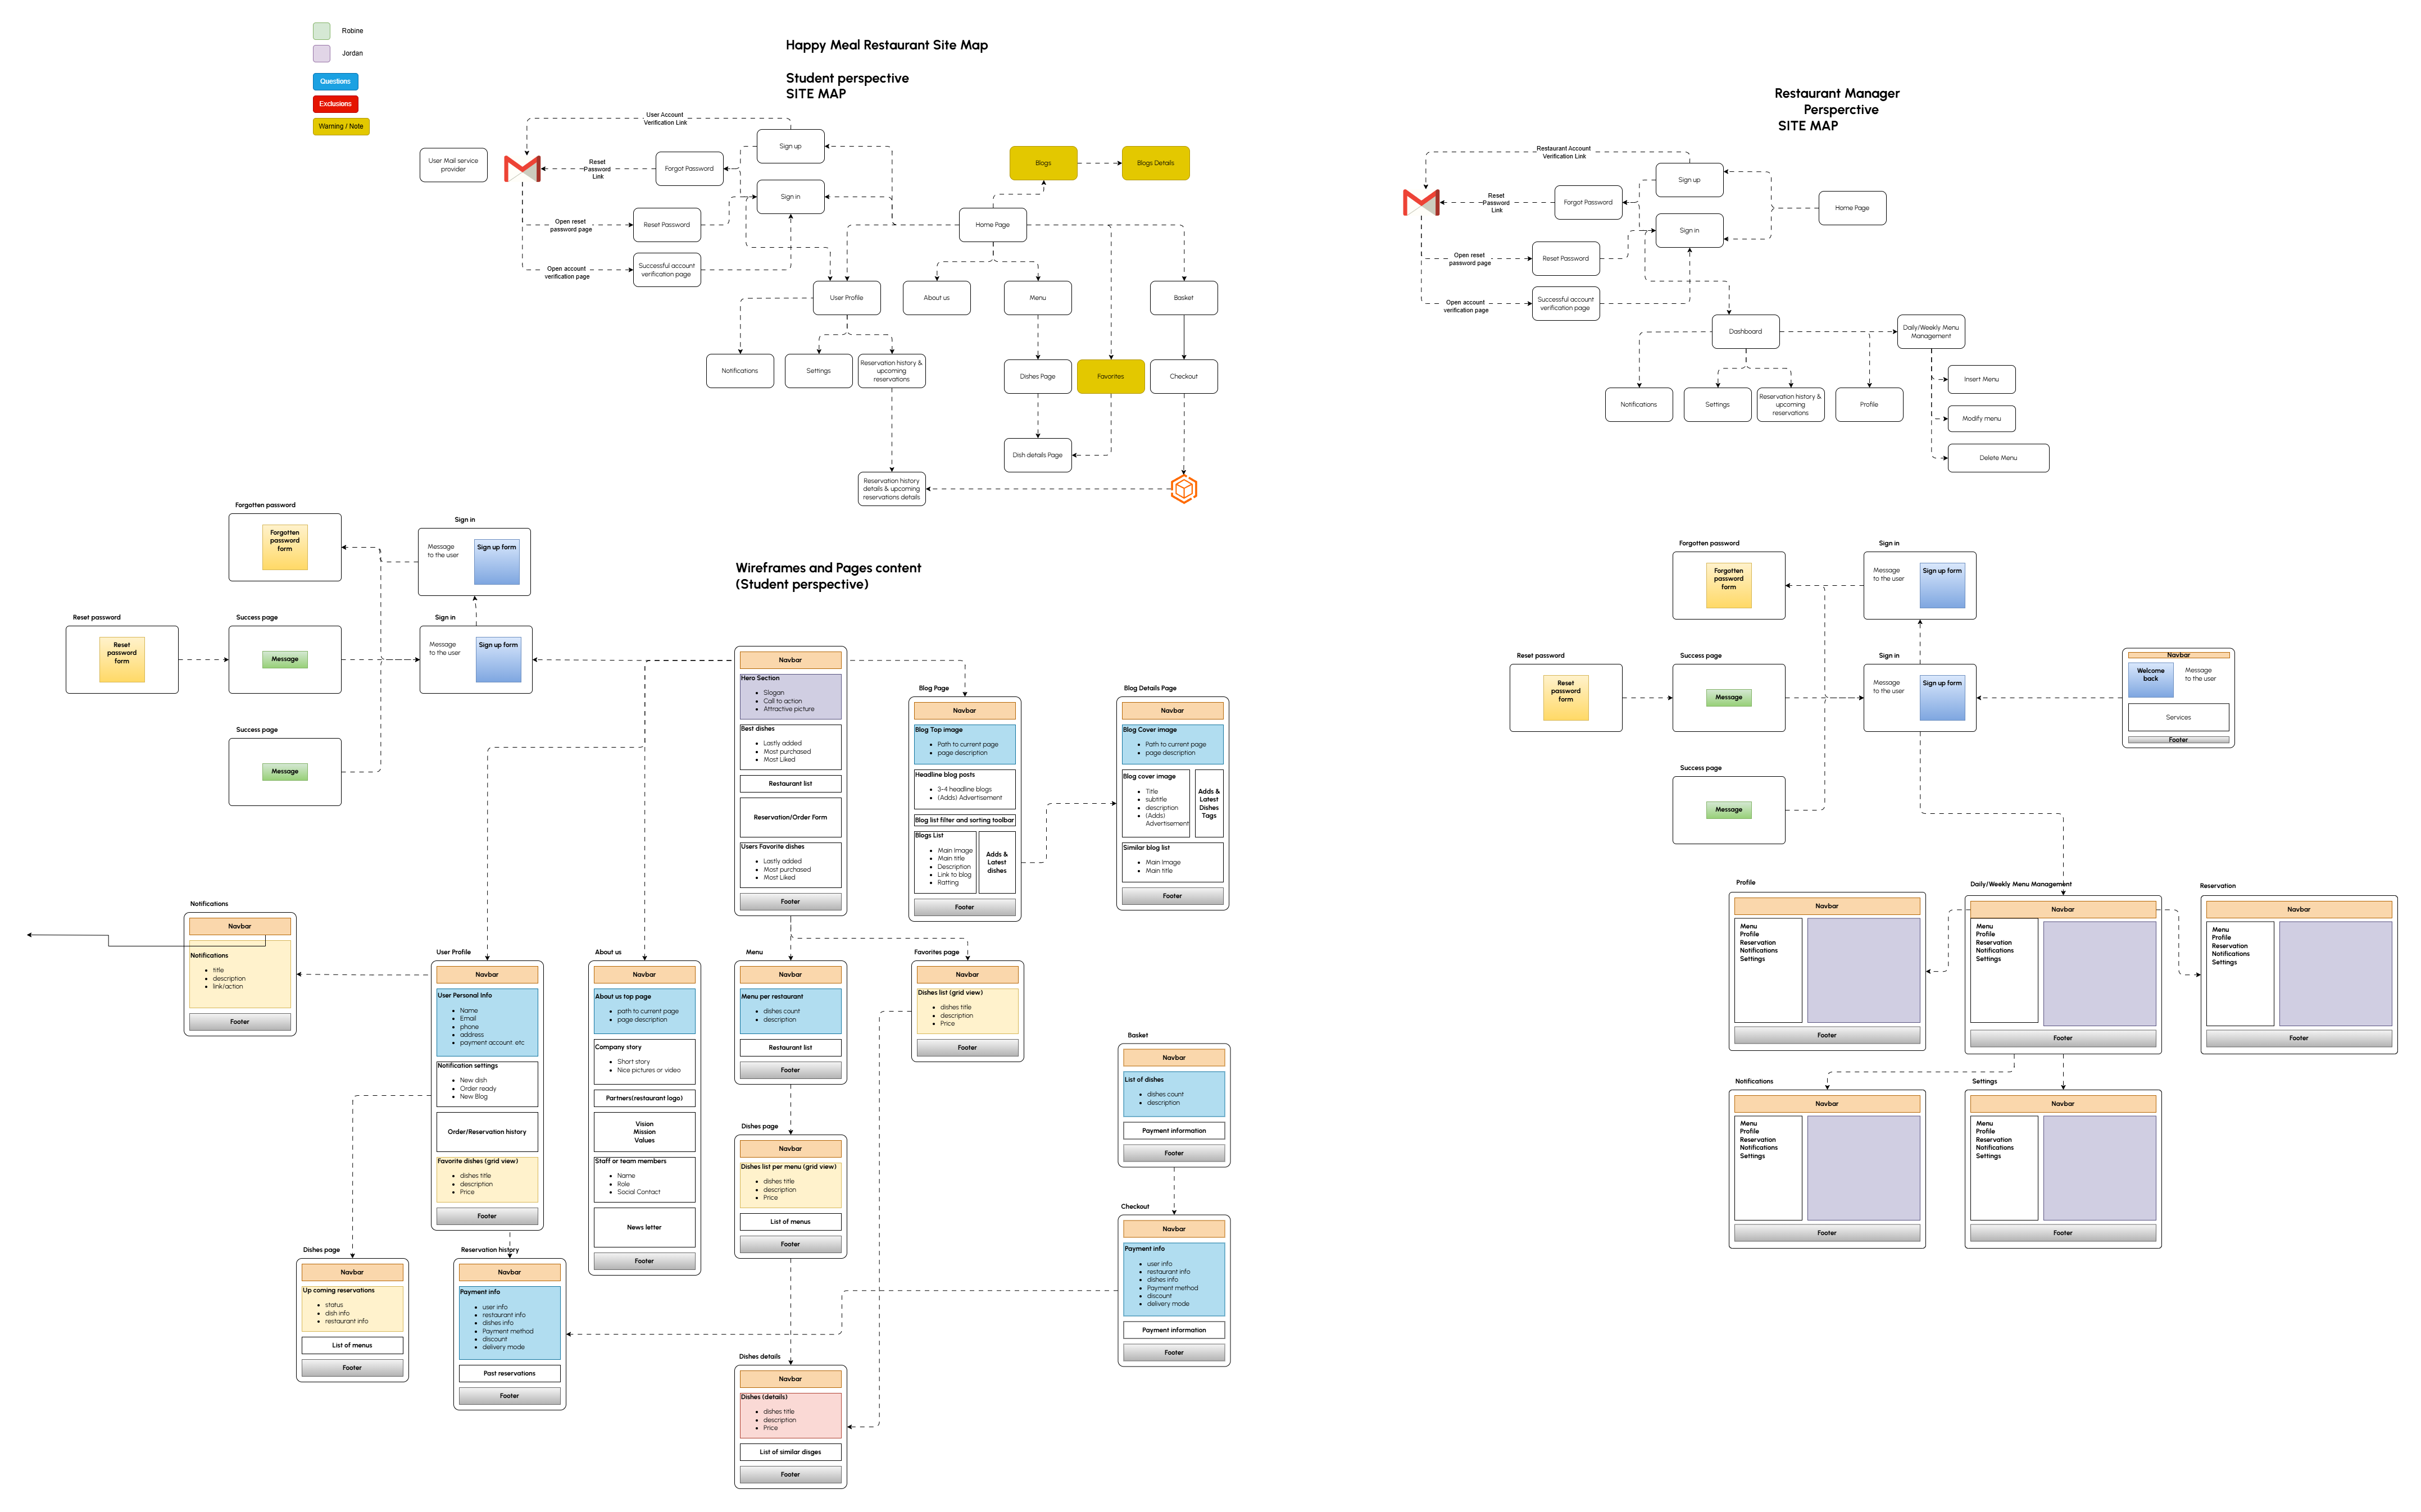 Robine
Jordan
Questions
Exclusions
Warning / Note
Happy Meal Restaurant Site Map
Student perspective
SITE MAP
User Account
Verification Link
User Mail service
provider
Sign up
Reset
Password
Link
Forgot Password
Sign in
Open reset
password page
Reset Password
Open account
verification page
Successful account
verification page
Blogs
Blogs Details
Home Page
User Profile
About us
Menu
Basket
Notifications
Settings
Reservation history &
upcoming
reservations
Dishes Page
Favorites
Checkout
Dish details Page
Reservation history
details & upcoming
reservations details
Restaurant Manager
Persperctive
SITE MAP
Restaurant Account
Verification Link
Sign up
Reset
Password
Link
Forgot Password
Home Page
Sign in
Open reset
password page
Reset Password
Open account
verification page
Successful account
verification page
Dashboard
Daily/Weekly Menu
Management
Insert Menu
Modify menu
Delete Menu
Notifications
Settings
Reservation history &
upcoming
reservations
Profile
Wireframes and Pages content
(Student perspective)
Forgotten password
Forgotten
password
form
Sign in
Message
to the user
Sign up form
Reset password
Reset
password
form
Success page
Message
Sign in
Message
to the user
Sign up form
Success page
Message
Navbar
Hero Section
Slogan
Call to action
Attractive picture
Best dishes
Lastly added
Most purchased
Most Liked
Restaurant list
Reservation/Order Form
Users Favorite dishes
Lastly added
Most purchased
Most Liked
Footer
Blog Page
Navbar
Blog Top image
Path to current page
page description
Headline blog posts
3-4 headline blogs
(Adds) Advertisement
Blog list filter and sorting toolbar
Blogs List
Main Image
Main title
Description
Link to blog
Ratting
Adds &
Latest
dishes
Footer
Blog Details Page
Navbar
Blog Cover image
Path to current page
page description
Blog cover image
Title
subtitle
description
(Adds)
Advertisement
Adds &
Latest
Dishes
Tags
Similar blog list
Main Image
Main title
Footer
Notifications
Navbar
Notifications
title
description
link/action
Footer
User Profile
Navbar
User Personal Info
Name
Email
phone
address
payment account. etc
Notification settings
New dish
Order ready
New Blog
Order/Reservation history
Favorite dishes (grid view)
dishes title
description
Price
Footer
About us
Navbar
About us top page
path to current page
page description
Company story
Short story
Nice pictures or video
Partners(restaurant logo)
Vision
Mission
Values
Staff or team members
Name
Role
Social Contact
News letter
Footer
Menu
Navbar
Menu per restaurant
dishes count
description
Restaurant list
Footer
Favorites page
Navbar
Dishes list (grid view)
dishes title
description
Price
Footer
Dishes page
Navbar
Dishes list per menu (grid view)
dishes title
description
Price
List of menus
Footer
Basket
Navbar
List of dishes
dishes count
description
Payment information
Footer
Checkout
Navbar
Payment info
user info
restaurant info
dishes info
Payment method
discount
delivery mode
Payment information
Footer
Dishes page
Navbar
Up coming reservations
status
dish info
restaurant info
List of menus
Footer
Reservation history
Navbar
Payment info
user info
restaurant info
dishes info
Payment method
discount
delivery mode
Past reservations
Footer
Dishes details
Navbar
Dishes (details)
dishes title
description
Price
List of similar disges
Footer
Forgotten password
Forgotten
password
form
Sign in
Message
to the user
Sign up form
Reset password
Reset
password
form
Success page
Message
Sign in
Message
to the user
Sign up form
Navbar
Welcome
back
Message
to the user
Services
Footer
Success page
Message
Profile
Navbar
Menu
Profile
Reservation
Notifications
Settings
Footer
Daily/Weekly Menu Management
Navbar
Menu
Profile
Reservation
Notifications
Settings
Footer
Reservation
Navbar
Menu
Profile
Reservation
Notifications
Settings
Footer
Notifications
Navbar
Menu
Profile
Reservation
Notifications
Settings
Footer
Settings
Navbar
Menu
Profile
Reservation
Notifications
Settings
Footer